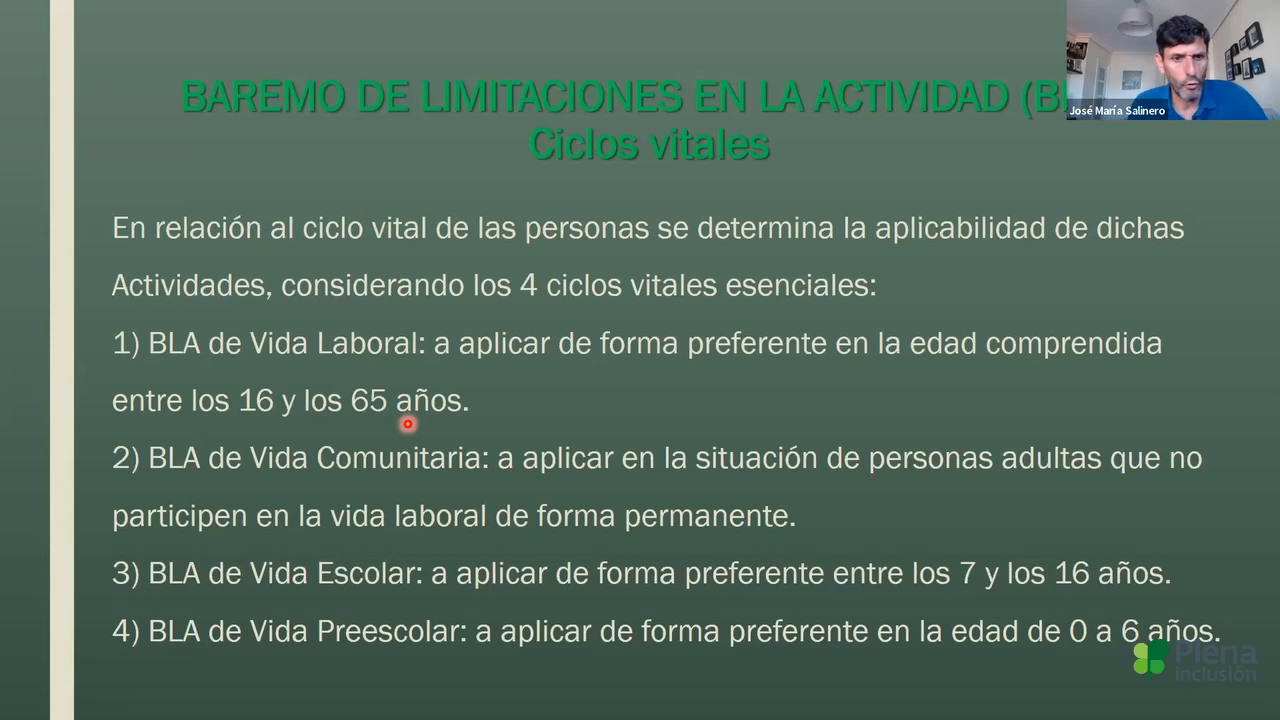 BAREMO DE LIMITACIONES EN LA ACTIVIDAD (B
José María Salinero
Ciclos vitales
En relación al ciclo vital de las personas se determina la aplicabilidad de dichas
Actividades, considerando los 4 ciclos vitales esenciales:
1) BLA de Vida Laboral: a aplicar de forma preferente en la edad comprendida
entre los 16 y los 65 años.
2) BLA de Vida Comunitaria: a aplicar en la situación de personas adultas que no
participen en la vida laboral de forma permanente.
3) BLA de Vida Escolar: a aplicar de forma preferente entre los 7 y los 16 años.
4) BLA de Vida Preescolar: a aplicar de forma preferente en la edad de 0 a 6 años.
Plena
inclusión